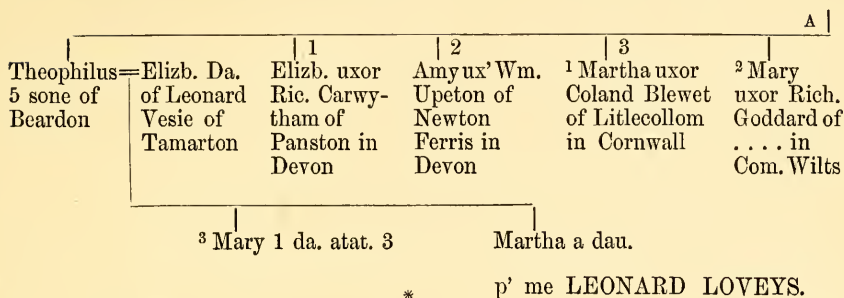 A
1 2 3
Theophilus=Elizb. Da.
5 sone of
Beardon
of Leonard
Vesie of
Tamarton
Elizb. uxor
Ric. Carwy-
tham of
Panston in
Devon
Amy ux' Wm.
Upeton of
Newton
Ferris in
Devon
¹ Martha uxor
Coland Blewet
of Litlecollom
in Cornwall
² Mary
uxor Rich.
Goddard of
.... in
Com. Wilts
³ Mary 1 da. atat. 3
Martha a dau.
* p' me LEONARD LOVEYS.